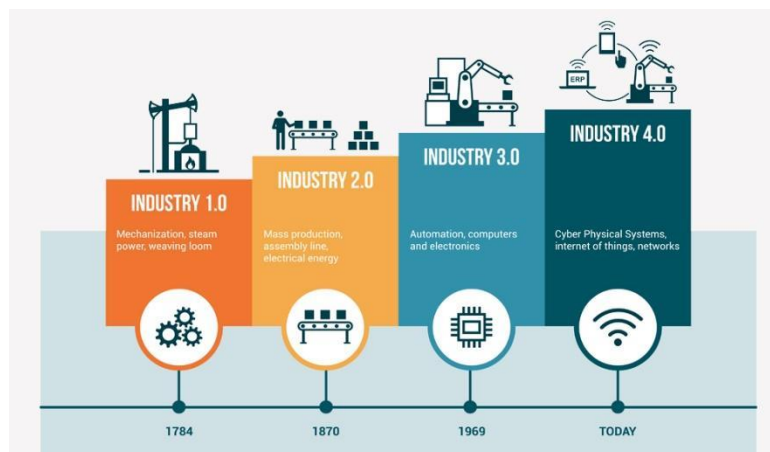 ERP
INDUSTRY 1.0
Mechanization, steam
power, weaving loom
INDUSTRY 2.0
Mass production,
assembly line,
electrical energy
INDUSTRY 3.0
Automation, computers
and electronics
INDUSTRY 4.0
Cyber Physical Systems,
internet of things, networks
1784
1870
1969
TODAY